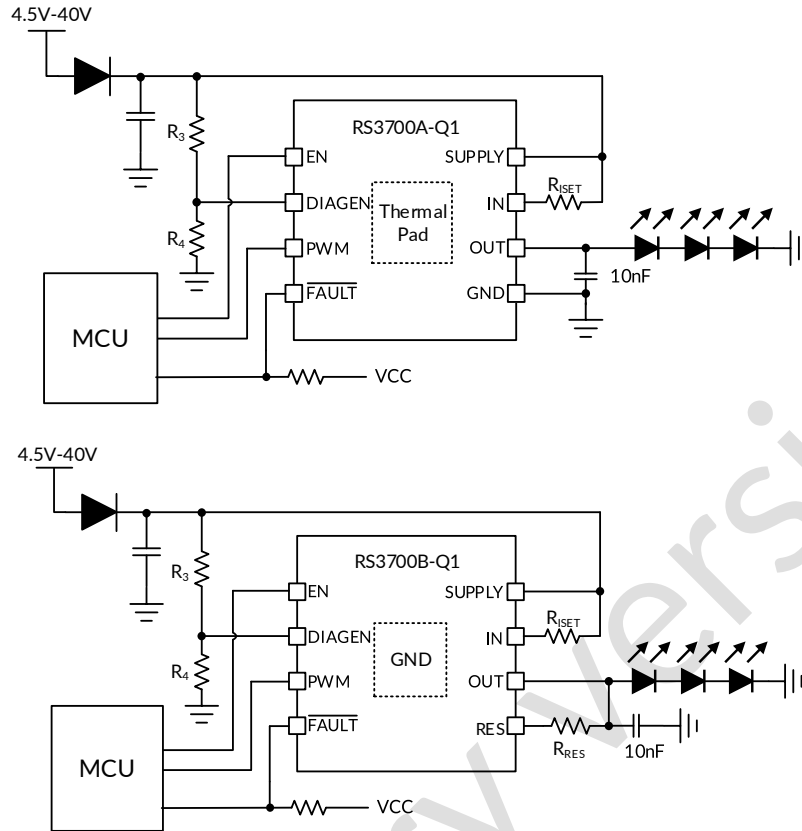 4.5V-40V
RS3700A-Q1
R3
EN
SUPPLY
RISET
DIAGEN
IN
Thermal
Pad
R4
PWM
OUT
10nF
FAULT
GND
MCU
VCC
4.5V-40V
RS3700B-Q1
R3
EN
SUPPLY
RISET
DIAGEN
IN
GND
R4
PWM
OUT
FAULT
RES
RRES
10nF
MCU
VCC